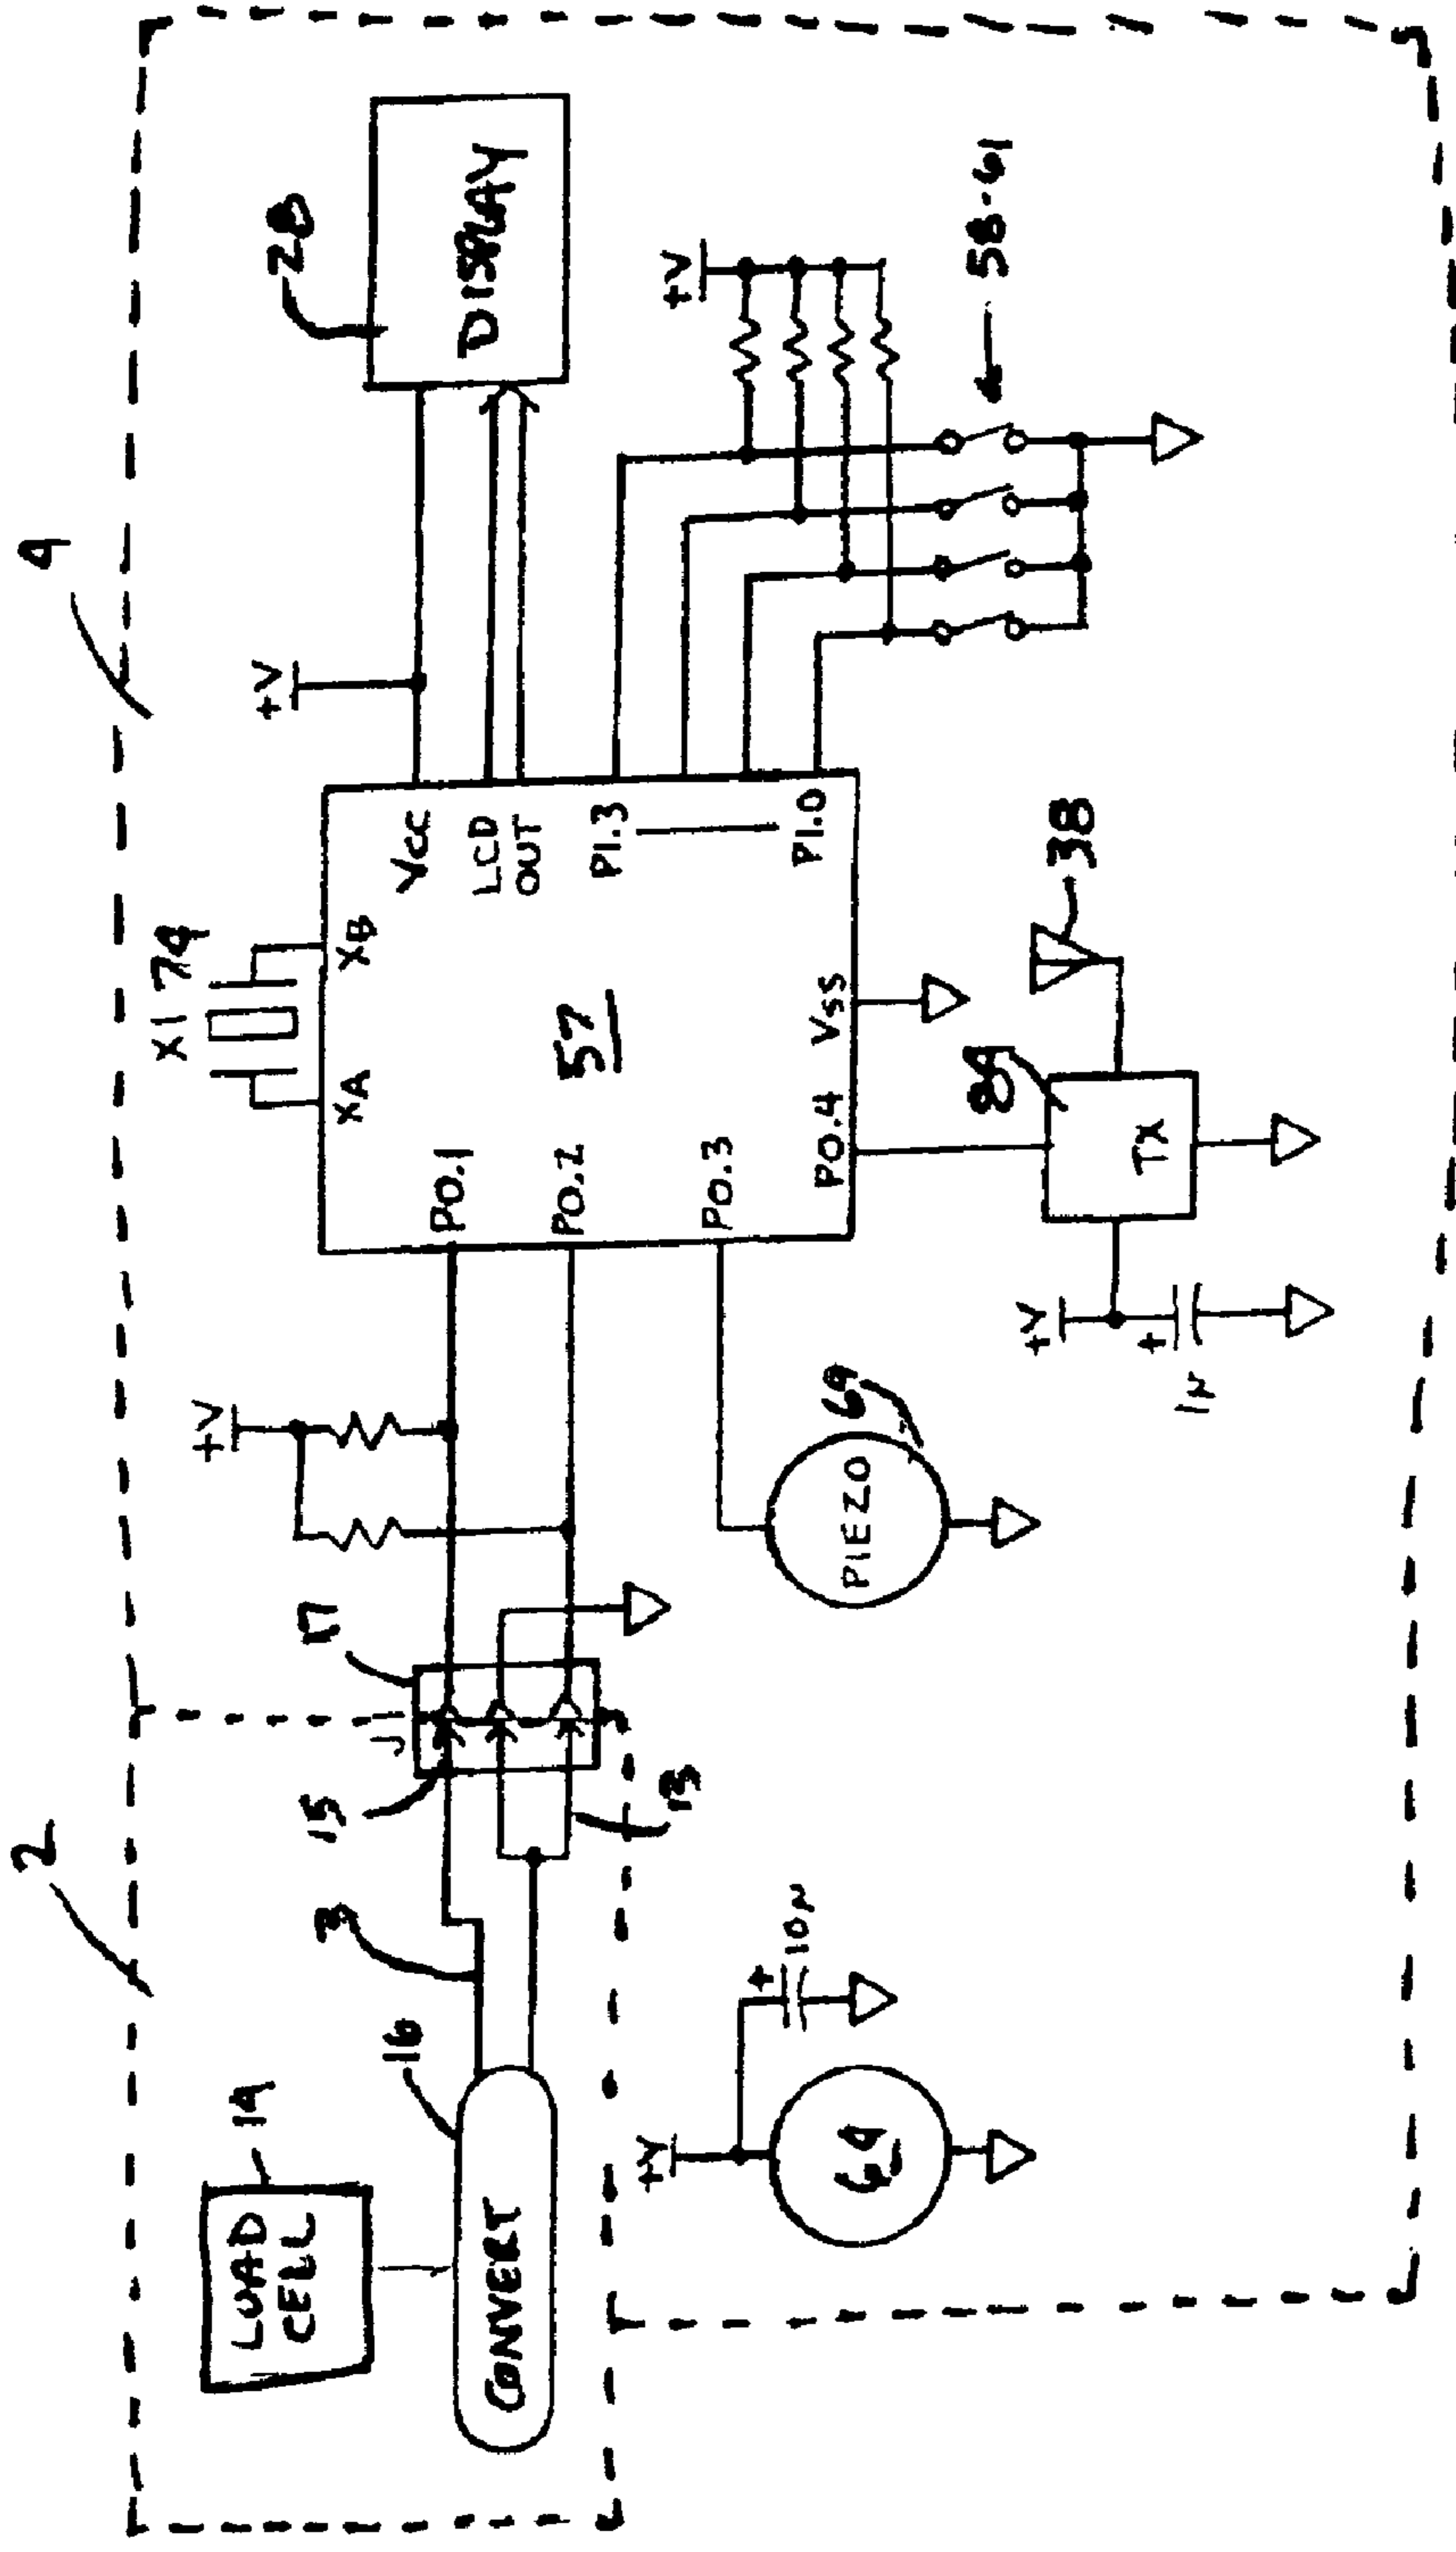 2
4
LOAD
CELL
14
CONVERT
16
3
15
J1
17
13
+V
X1 74
XA
XB
P0.1
P0.2
P0.3
P0.4
VSS
57
VCC
LCD
OUT
P1.3
P1.0
+V
28
DISPLAY
+V
58-61
+V
64
+
10µ
PIEZO
69
+V
+
1µ
TX
38